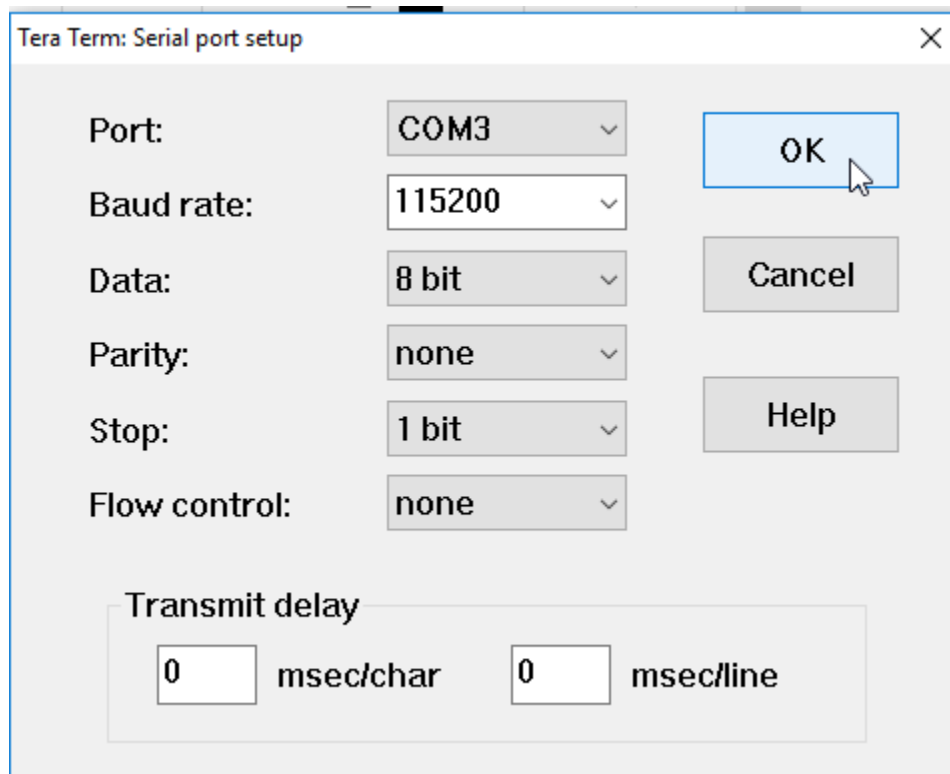 Tera Term: Serial port setup
Port: COM3 OK
Baud rate: 115200
Data: 8 bit Cancel
Parity: none
Stop: 1 bit Help
Flow control: none
Transmit delay
0 msec/char 0 msec/line